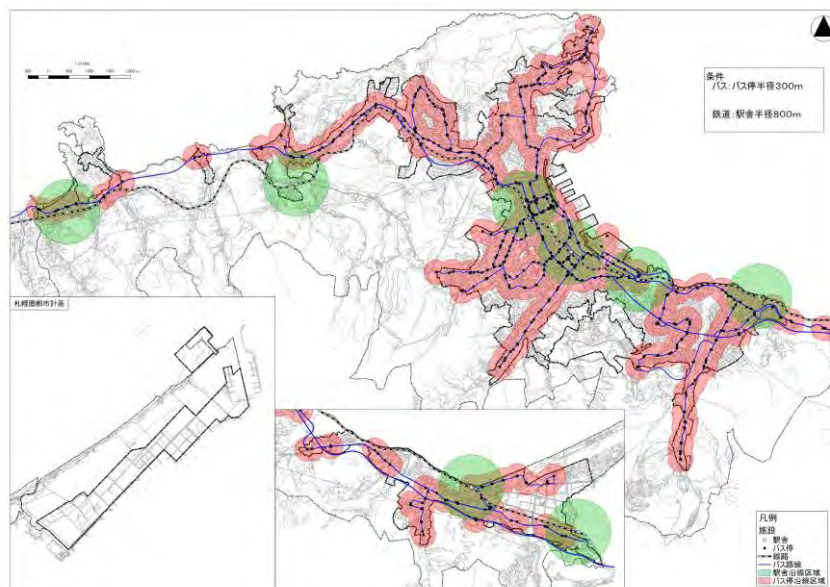 条件
バス:バス停半径300m
鉄道:駅舎半径800m
札幌圏都市計画
凡例
施設
駅舎
バス停
線路
バス路線
駅舎沿線区域
バス停沿線区域